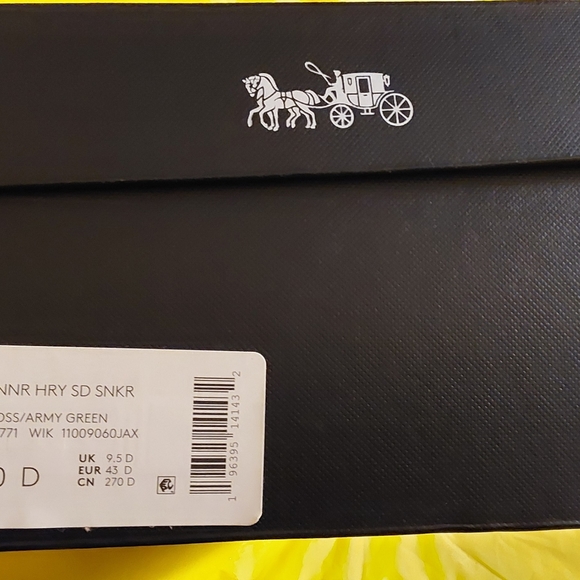 NNR HRY SD SNKR
OSS/ARMY GREEN
771 WIK 11009060JAX
UK 9.5 D
EUR 43 D
CN 270 D
0 D
1 96395 14143 2